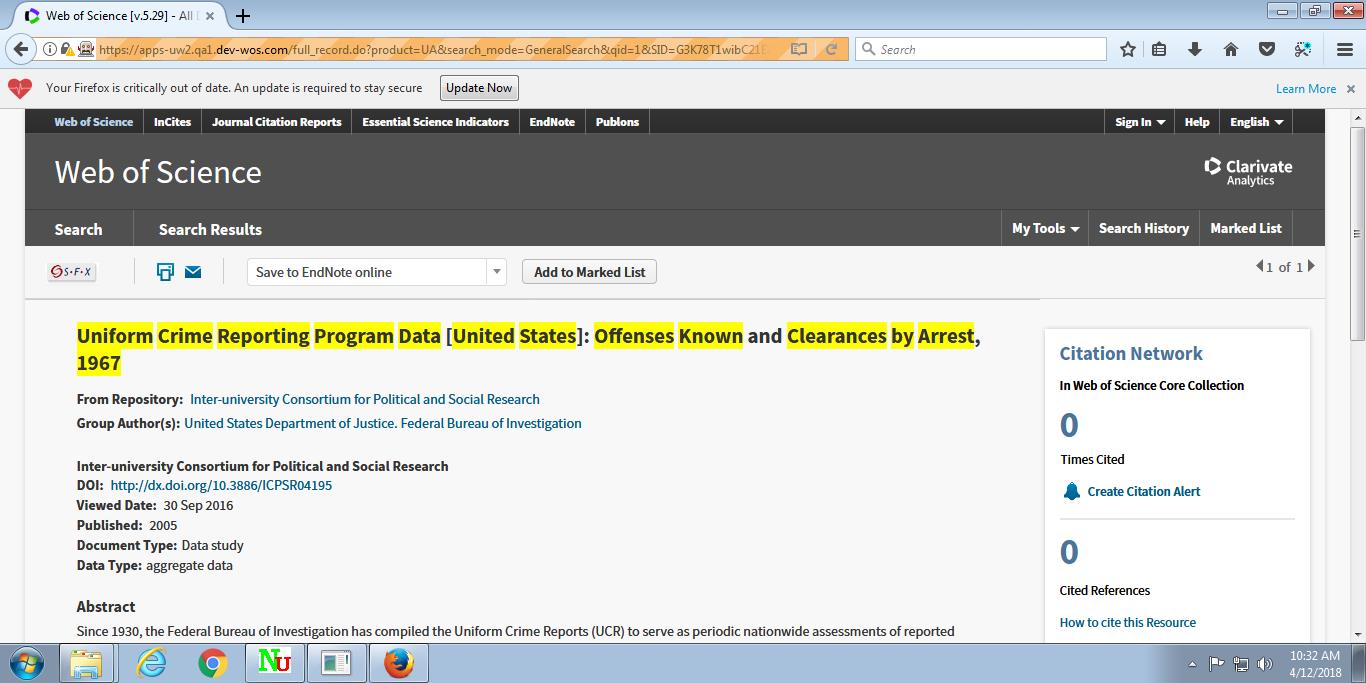 Web of Science [v.5.29] - All
https://apps-uw2.qa1.dev-wos.com/full_record.do?product=UA&search_mode=GeneralSearch&qid=1&SID=G3K78T1wibC21
Search
Your Firefox is critically out of date. An update is required to stay secure
Update Now
Learn More
Web of Science InCites Journal Citation Reports Essential Science Indicators EndNote Publons Sign In Help English
Web of Science
Clarivate
Analytics
Search Search Results My Tools Search History Marked List
S·F·X Save to EndNote online Add to Marked List 1 of 1
Uniform Crime Reporting Program Data [United States]: Offenses Known and Clearances by Arrest,
1967
From Repository: Inter-university Consortium for Political and Social Research
Group Author(s): United States Department of Justice. Federal Bureau of Investigation
Inter-university Consortium for Political and Social Research
DOI: http://dx.doi.org/10.3886/ICPSR04195
Viewed Date: 30 Sep 2016
Published: 2005
Document Type: Data study
Data Type: aggregate data
Abstract
Since 1930, the Federal Bureau of Investigation has compiled the Uniform Crime Reports (UCR) to serve as periodic nationwide assessments of reported
Citation Network
In Web of Science Core Collection
0
Times Cited
Create Citation Alert
0
Cited References
How to cite this Resource
NU
10:32 AM
4/12/2018